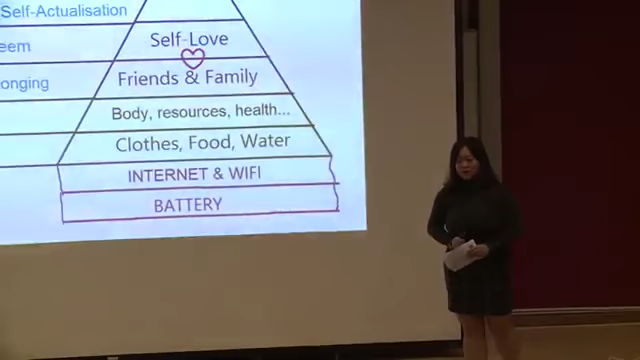 Self-Actualisation
Self-Love
eem
Friends & Family
onging
Body, resources, health...
Clothes, Food, Water
INTERNET & WIFI
BATTERY